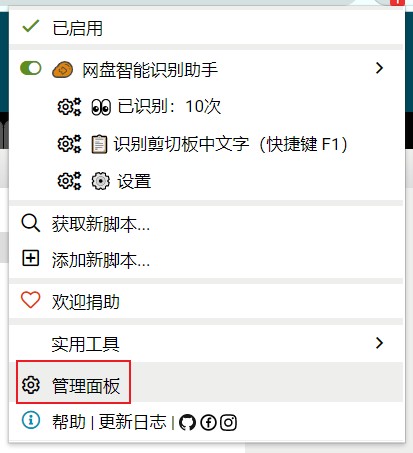 已启用
网盘智能识别助手
已识别：10次
识别剪切板中文字（快捷键 F1）
设置
获取新脚本...
添加新脚本...
欢迎捐助
实用工具
管理面板
帮助 | 更新日志 |